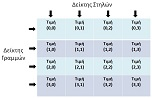 Δείκτης Στηλών
Τιμή Τιμή Τιμή Τιμή
(0,0) (0,1) (0,2) (0,3)
Τιμή Τιμή Τιμή Τιμή
(1,0) (1,1) (1,2) (1,3)
Δείκτης
Γραμμών
Τιμή Τιμή Τιμή Τιμή
(2,0) (2,1) (2,2) (2,3)
Τιμή Τιμή Τιμή Τιμή
(3,0) (3,1) (3,2) (3,3)